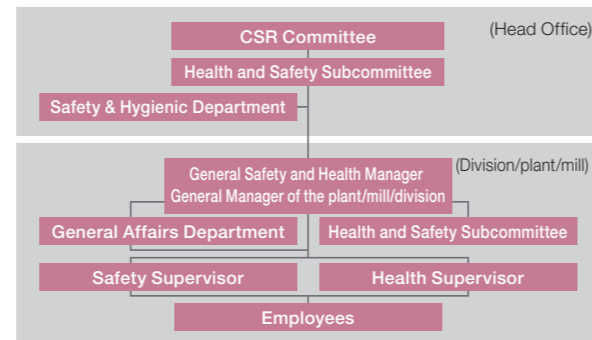 CSR Committee
(Head Office)
Health and Safety Subcommittee
Safety & Hygienic Department
General Safety and Health Manager
General Manager of the plant/mill/division
(Division/plant/mill)
General Affairs Department
Health and Safety Subcommittee
Safety Supervisor
Health Supervisor
Employees